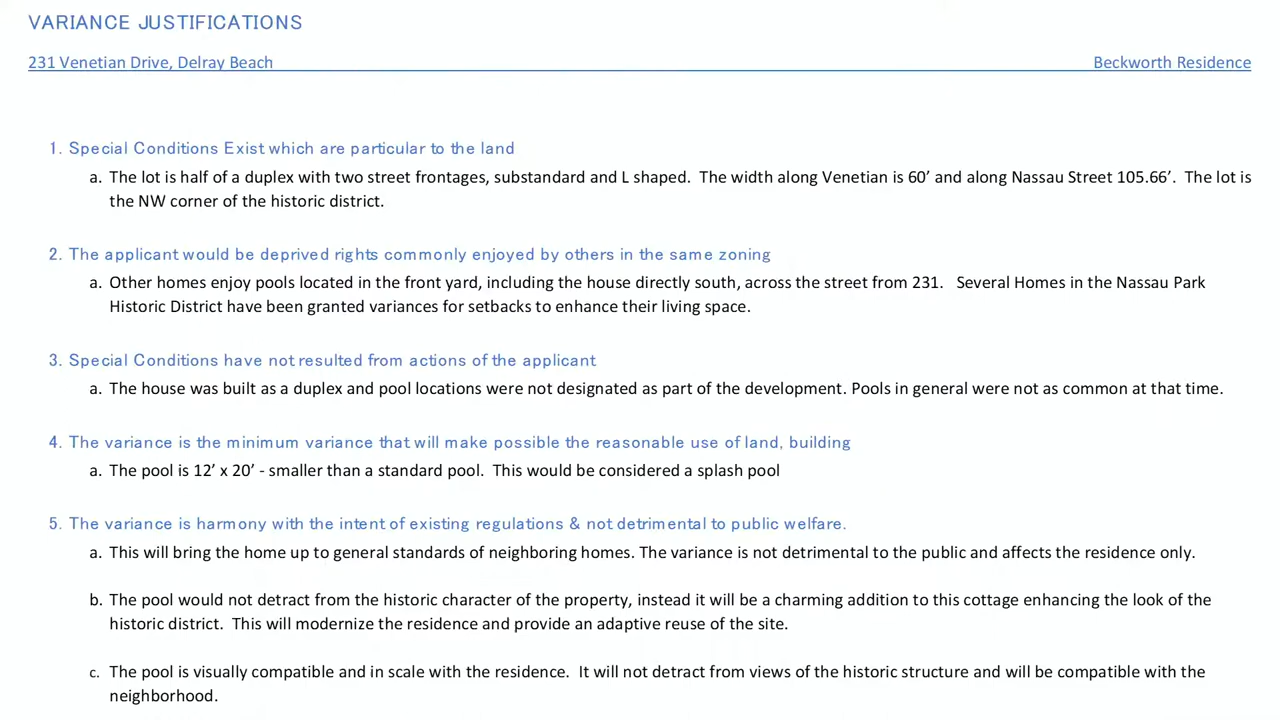 VARIANCE JUSTIFICATIONS
231 Venetian Drive, Delray Beach Beckworth Residence
1. Special Conditions Exist which are particular to the land
a. The lot is half of a duplex with two street frontages, substandard and L shaped. The width along Venetian is 60’ and along Nassau Street 105.66’. The lot is
the NW corner of the historic district.
2. The applicant would be deprived rights commonly enjoyed by others in the same zoning
a. Other homes enjoy pools located in the front yard, including the house directly south, across the street from 231. Several Homes in the Nassau Park
Historic District have been granted variances for setbacks to enhance their living space.
3. Special Conditions have not resulted from actions of the applicant
a. The house was built as a duplex and pool locations were not designated as part of the development. Pools in general were not as common at that time.
4. The variance is the minimum variance that will make possible the reasonable use of land, building
a. The pool is 12’ x 20’ - smaller than a standard pool. This would be considered a splash pool
5. The variance is harmony with the intent of existing regulations & not detrimental to public welfare.
a. This will bring the home up to general standards of neighboring homes. The variance is not detrimental to the public and affects the residence only.
b. The pool would not detract from the historic character of the property, instead it will be a charming addition to this cottage enhancing the look of the
historic district. This will modernize the residence and provide an adaptive reuse of the site.
c. The pool is visually compatible and in scale with the residence. It will not detract from views of the historic structure and will be compatible with the
neighborhood.